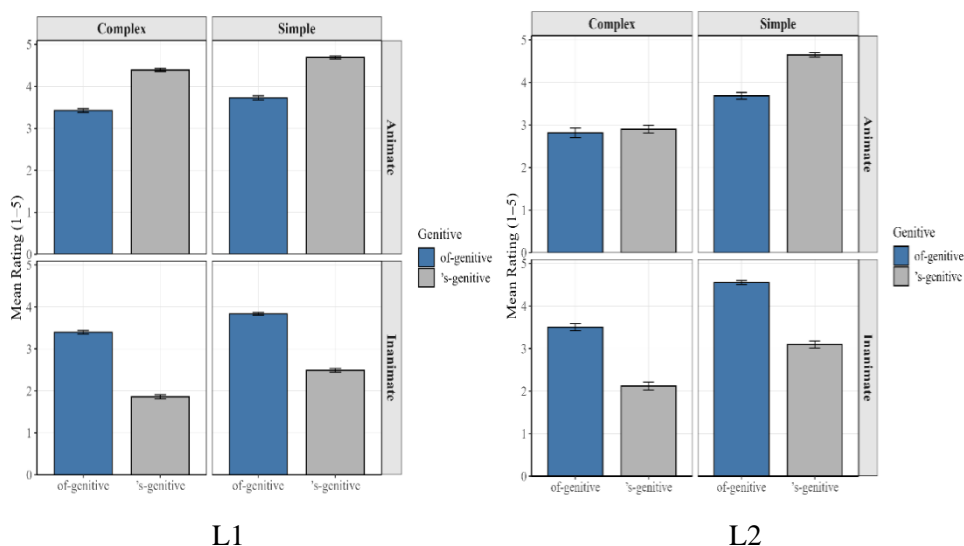 Complex Simple
5
4
3
2
1
0
Animate
5
4
3
2
1
0
Inanimate
Mean Rating (1–5)
of-genitive 's-genitive of-genitive 's-genitive
Genitive
of-genitive
's-genitive
L1
Complex Simple
5
4
3
2
1
0
Animate
5
4
3
2
1
0
Inanimate
Mean Rating (1–5)
of-genitive 's-genitive of-genitive 's-genitive
Genitive
of-genitive
's-genitive
L2